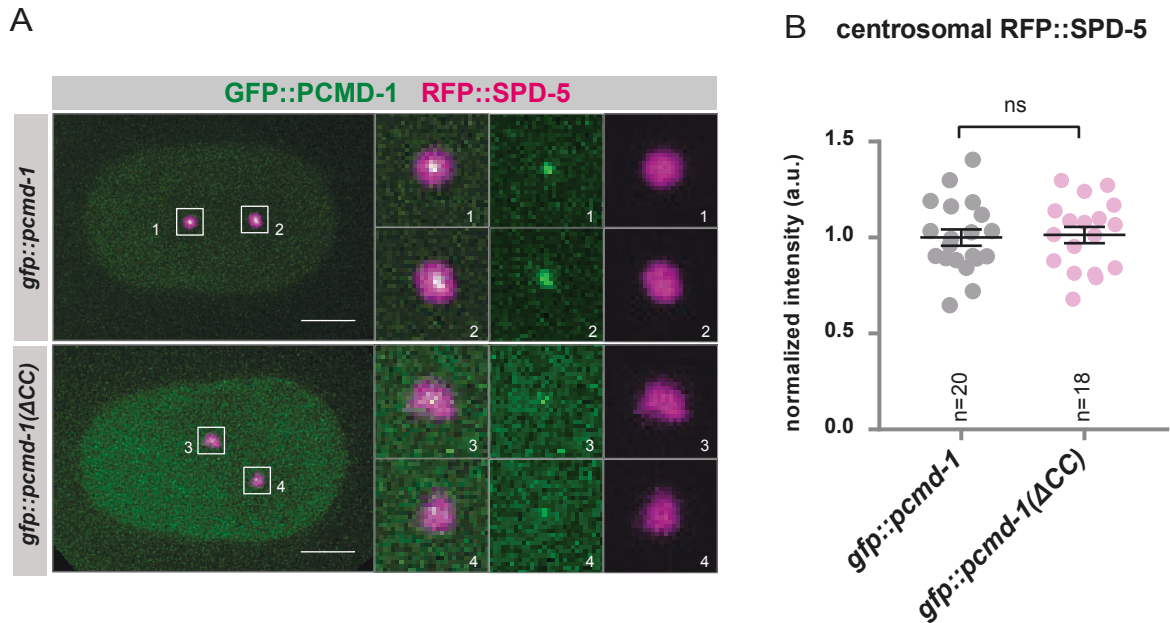 A
GFP::PCMD-1 RFP::SPD-5
gfp::pcmd-1
1
2
1
1
1
2
2
2
gfp::pcmd-1(ΔCC)
3
4
3
3
3
4
4
4
B centrosomal RFP::SPD-5
ns
normalized intensity (a.u.)
1.5
1.0
0.5
0.0
n=20
n=18
gfp::pcmd-1
gfp::pcmd-1(ΔCC)